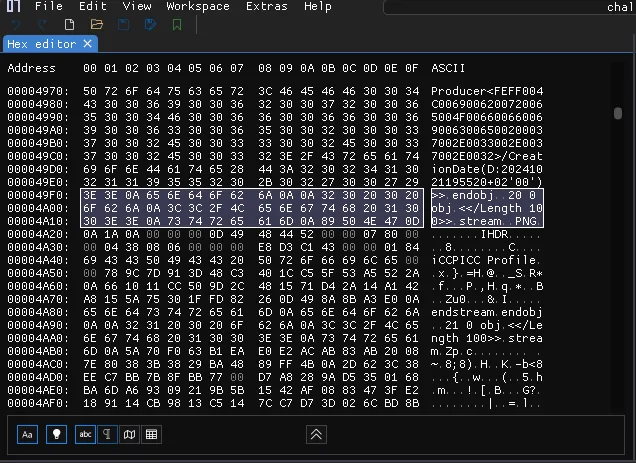 File Edit View Workspace Extras Help chal
Hex editor ×
Address 00 01 02 03 04 05 06 07 08 09 0A 0B 0C 0D 0E 0F ASCII
00004970: 50 72 6F 64 75 63 65 72 3C 46 45 46 46 30 30 34 Producer<FEFF004
00004980: 43 30 30 36 39 30 30 36 32 30 30 37 32 30 30 36 C006900620072006
00004990: 35 30 30 34 46 30 30 36 36 30 30 36 36 30 30 36 5004F00660066006
000049A0: 39 30 30 36 33 30 30 36 35 30 30 32 30 30 30 33 9006300650020003
000049B0: 37 30 30 32 45 30 30 33 33 30 30 32 45 30 30 33 7002E0033002E003
000049C0: 37 30 30 32 45 30 30 33 32 3E 2F 43 72 65 61 74 7002E0032>/Creat
000049D0: 69 6F 6E 44 61 74 65 28 44 3A 32 30 32 34 31 30 ionDate(D:202410
000049E0: 32 31 31 39 35 35 32 30 2B 30 32 27 30 30 27 29 21195520+02'00')
000049F0: 3E 3E 0A 65 6E 64 6F 62 6A 0A 0A 32 30 20 30 20 >>.endobj..20 0
00004A00: 6F 62 6A 0A 3C 3C 2F 4C 65 6E 67 74 68 20 31 30 obj.<</Length 10
00004A10: 30 3E 3E 0A 73 74 72 65 61 6D 0A 89 50 4E 47 0D 0>>.stream..PNG.
00004A20: 0A 1A 0A 00 00 00 0D 49 48 44 52 00 00 07 80 00 .......IHDR.....
00004A30: 00 04 38 08 06 00 00 00 E8 D3 C1 43 00 00 01 84 ..8........C....
00004A40: 69 43 43 50 49 43 43 20 50 72 6F 66 69 6C 65 00 iCCPICC Profile.
00004A50: 00 78 9C 7D 91 3D 48 C3 40 1C C5 5F 53 A5 52 2A .x.}.=H.@.._S.R*
00004A60: 0A 66 10 11 CC 50 9D 2C 48 15 71 D4 2A 14 A1 42 .f...P.,H.q.*..B
00004A70: A8 15 5A 75 30 1F FD 82 26 0D 49 8A 8B A3 E0 0A ..Zu0...&.I.....
00004A80: 65 6E 64 73 74 72 65 61 6D 0A 65 6E 64 6F 62 6A endstream.endobj
00004A90: 0A 0A 32 31 20 30 20 6F 62 6A 0A 3C 3C 2F 4C 65 ..21 0 obj.<</Le
00004AA0: 6E 67 74 68 20 31 30 30 3E 3E 0A 73 74 72 65 61 ngth 100>>.strea
00004AB0: 6D 0A 5A 70 F0 63 B1 EA E0 E2 AC AB 83 AB 20 08 m.Zp.c........ .
00004AC0: 7E 80 38 3B 38 29 BA 48 89 FF 4B 0A 2D 62 3C 38 ~.8;8).H..K.-b<8
00004AD0: EE C7 BB 7B 8F BB 77 00 D7 A8 28 9A D5 35 01 68 ...{..w...(..5.h
00004AE0: BA 6D A6 93 09 21 9B 5B 15 42 AF 08 83 47 3F E2 .m...!.[.B...G?.
00004AF0: 18 91 14 CB 98 13 C5 14 7C C7 D7 3D 02 6C BD 8B ........|..=.l..
Aa abc ¶